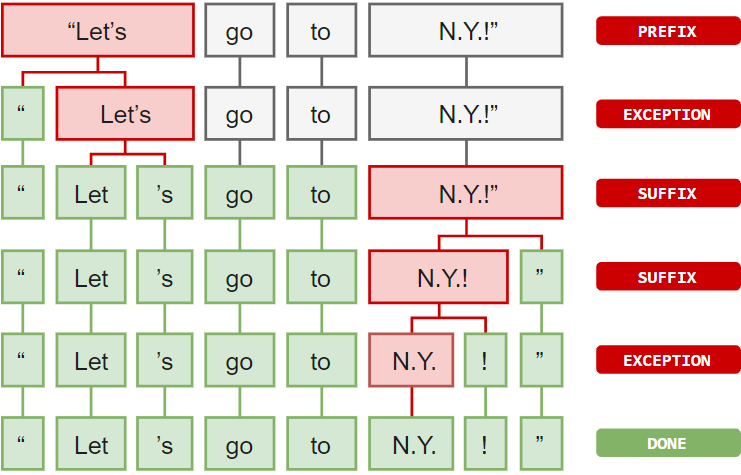 “Let’s go to N.Y.!” PREFIX
“ Let’s go to N.Y.!” EXCEPTION
“ Let ’s go to N.Y.!” SUFFIX
“ Let ’s go to N.Y.! ” SUFFIX
“ Let ’s go to N.Y. ! ” EXCEPTION
“ Let ’s go to N.Y. ! ” DONE